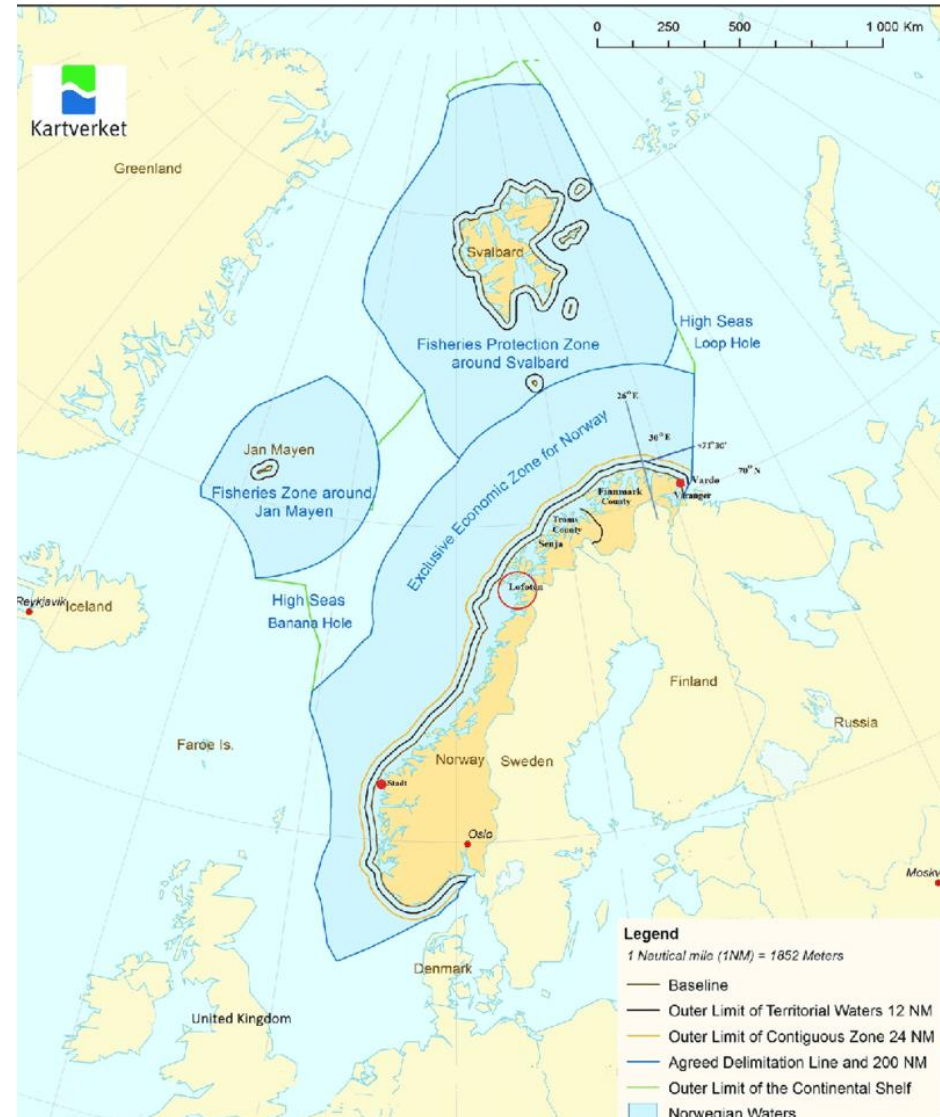 0 250 500 1 000 Km
Kartverket
Greenland
Svalbard
Fisheries Protection Zone
around Svalbard
High Seas
Loop Hole
Jan Mayen
Fisheries Zone around
Jan Mayen
Exclusive Economic Zone for Norway
26° E
30° E
+71°30'
70° N
Vardo
Varanger
Finnmark
County
Troms
County
Senja
Lofoten
High Seas
Banana Hole
Reykjavik
Iceland
Finland
Russia
Faroe Is.
Norway
Sweden
Stadt
Oslo
Moskv
Denmark
United Kingdom
Legend
1 Nautical mile (1NM) = 1852 Meters
Baseline
Outer Limit of Territorial Waters 12 NM
Outer Limit of Contiguous Zone 24 NM
Agreed Delimitation Line and 200 NM
Outer Limit of the Continental Shelf
Norwegian Waters